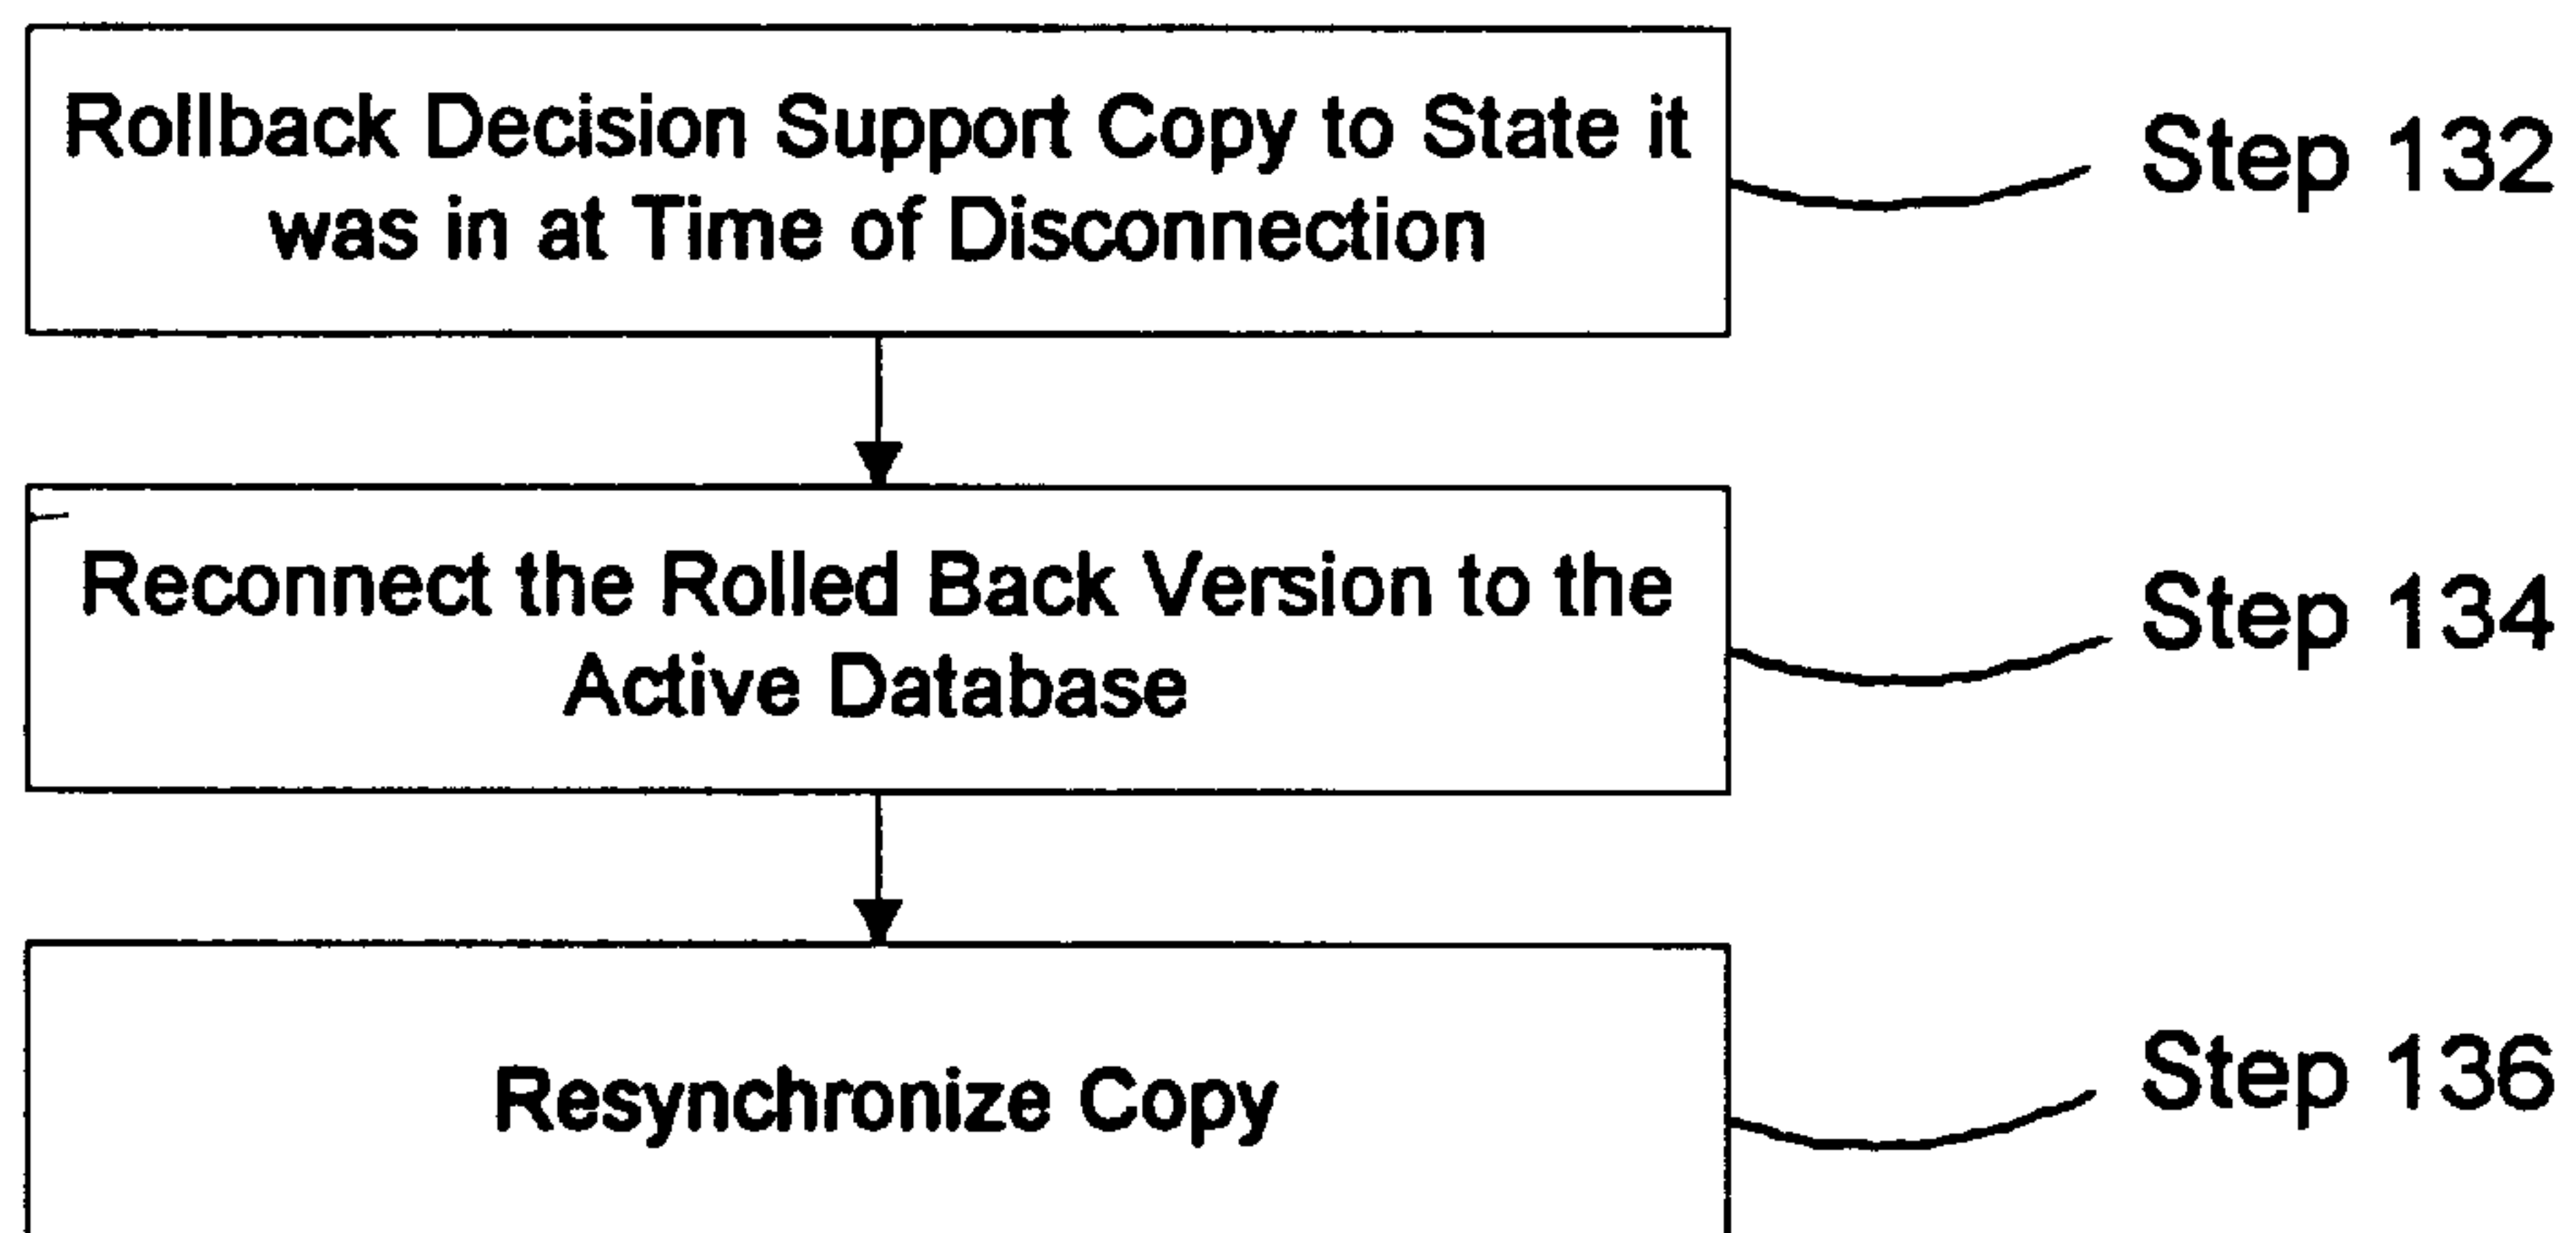 Rollback Decision Support Copy to State it
was in at Time of Disconnection
Step 132
Reconnect the Rolled Back Version to the
Active Database
Step 134
Resynchronize Copy
Step 136